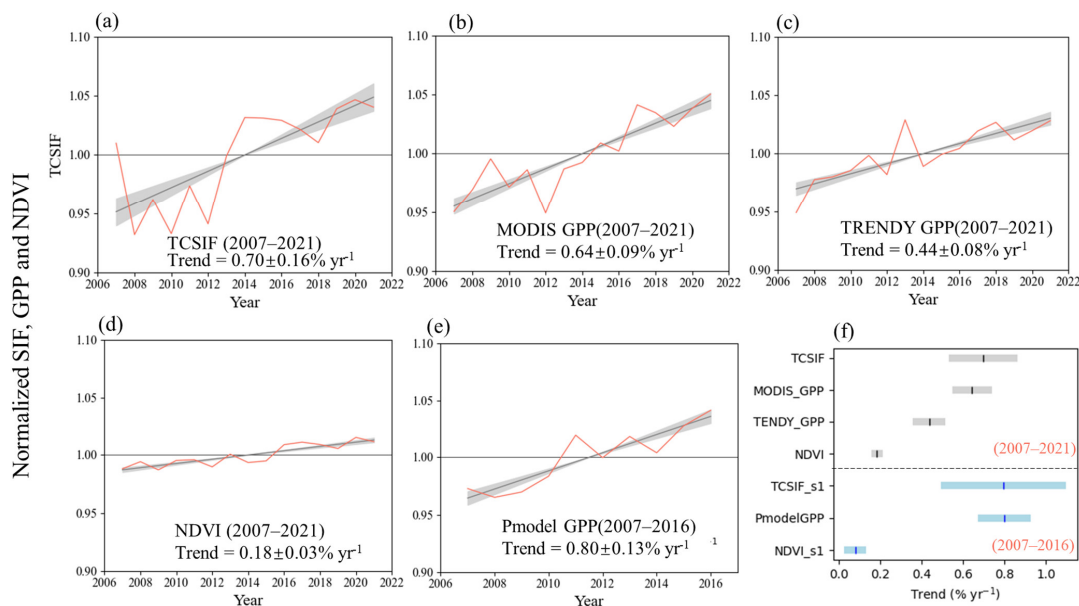 Normalized SIF, GPP and NDVI
(a)
1.10
1.05
1.00
0.95
0.90
TCSIF
TCSIF (2007–2021)
Trend = 0.70±0.16% yr-1
2006 2008 2010 2012 2014 2016 2018 2020 2022
Year
(b)
1.10
1.05
1.00
0.95
0.90
MODIS GPP(2007–2021)
Trend = 0.64±0.09% yr-1
2006 2008 2010 2012 2014 2016 2018 2020 2022
Year
(c)
1.10
1.05
1.00
0.95
0.90
TRENDY GPP(2007–2021)
Trend = 0.44±0.08% yr-1
2006 2008 2010 2012 2014 2016 2018 2020 2022
Year
(d)
1.10
1.05
1.00
0.95
0.90
NDVI (2007–2021)
Trend = 0.18±0.03% yr-1
2006 2008 2010 2012 2014 2016 2018 2020 2022
Year
(e)
1.10
1.05
1.00
0.95
0.90
Pmodel GPP(2007–2016)
Trend = 0.80±0.13% yr-1 -1
2006 2008 2010 2012 2014 2016
Year
(f)
TCSIF
MODIS_GPP
TENDY_GPP
NDVI
(2007–2021)
TCSIF_s1
PmodelGPP
NDVI_s1
(2007–2016)
0.0 0.2 0.4 0.6 0.8 1.0
Trend (% yr−1)